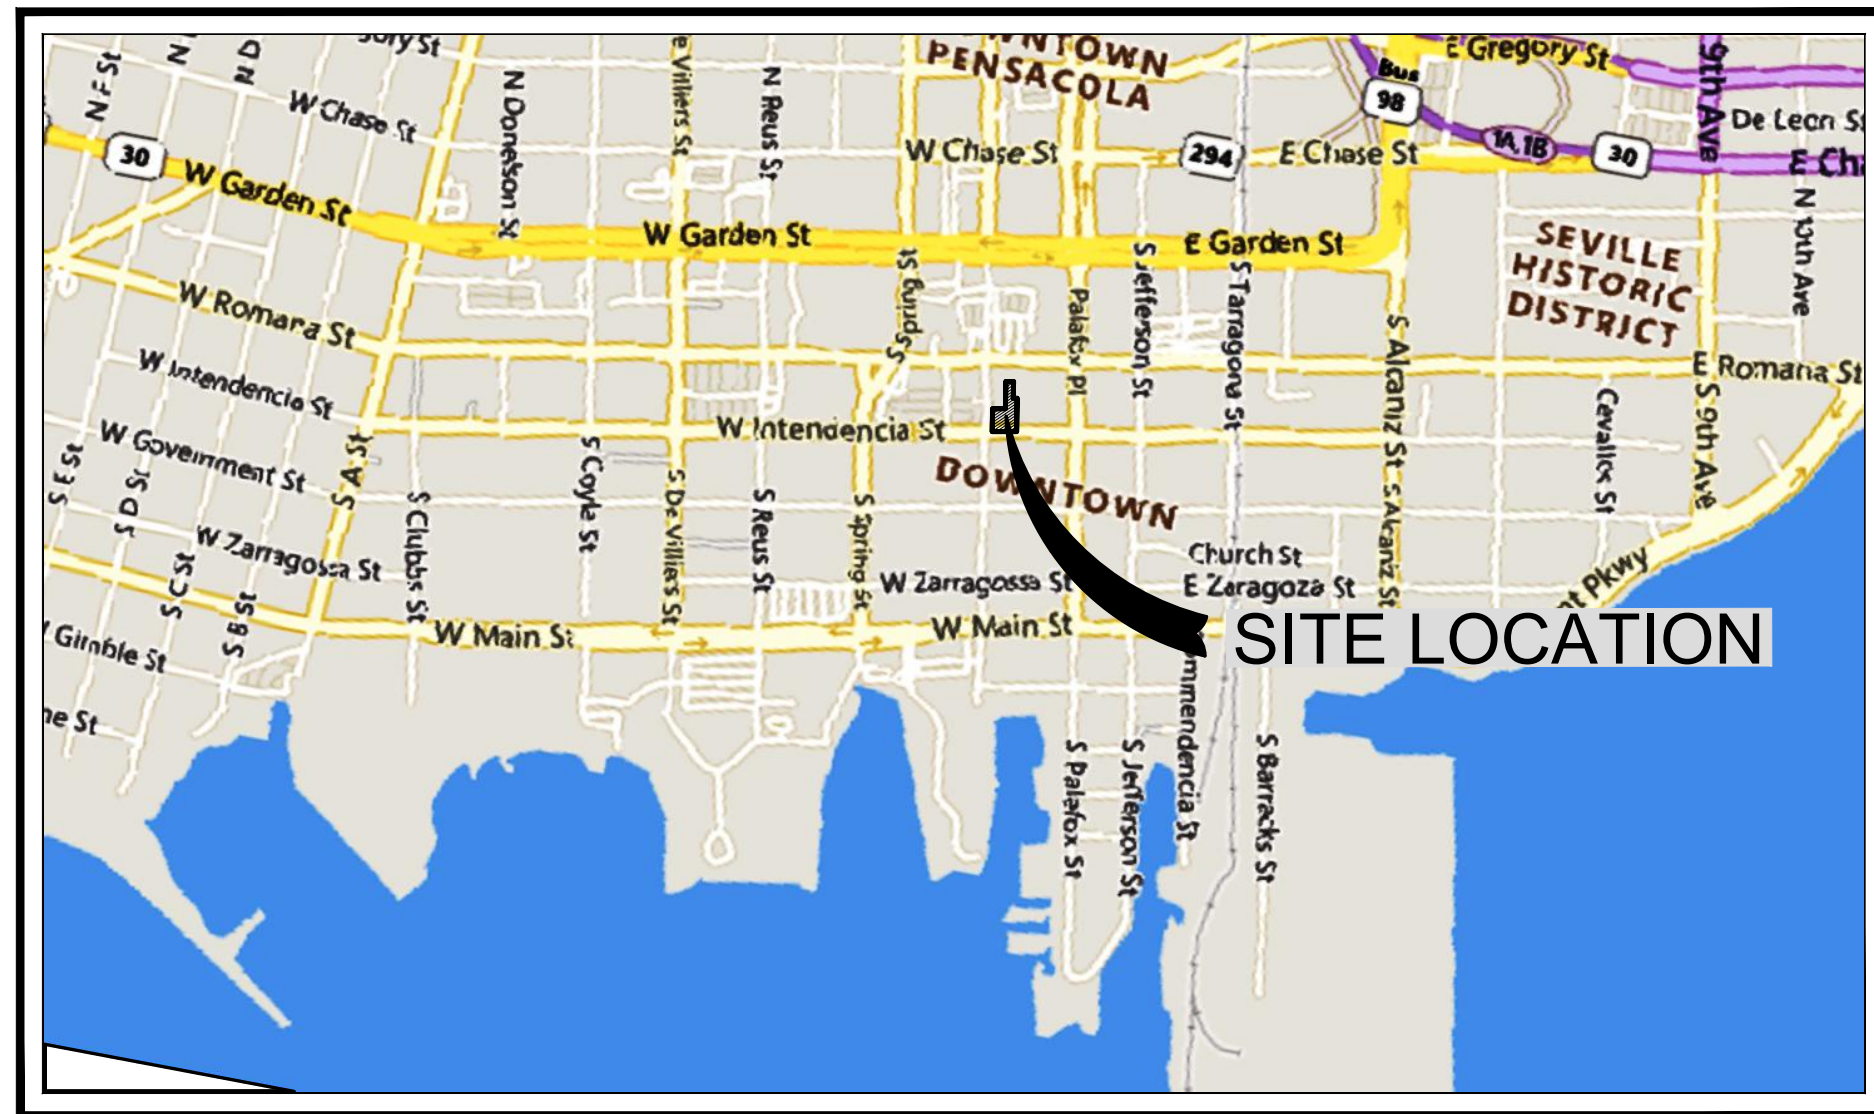 E Gregory St
N F St
N D
W Chase St
N Donelson St
e Villiers St
N Reus St
PENSACOLA
Bus
98
9th Ave
De Leon St
30
W Garden St
W Chase St
294
E Chase St
1A, 1B
30
W Garden St
E Garden St
N 10th Ave
SEVILLE
HISTORIC
DISTRICT
W Romana St
S Spring St
Palafox Pl
S Jefferson St
S Tarragona St
S Alcaniz St
E Romana St
W Intendencia St
W Intendencia St
Cevallos St
S 9th Ave
W Government St
S E St
S D St
S A St
DOWNTOWN
S Clubbs St
S Coyle St
S De Villiers St
S Reus St
S Spring St
S Alcaniz St
W Zarragossa St
Church St
W Zarragossa St
E Zaragoza St
Pkwy
S C St
S B St
Gimble St
W Main St
W Main St
SITE LOCATION
S Palafox St
S Jefferson St
S Barracks St